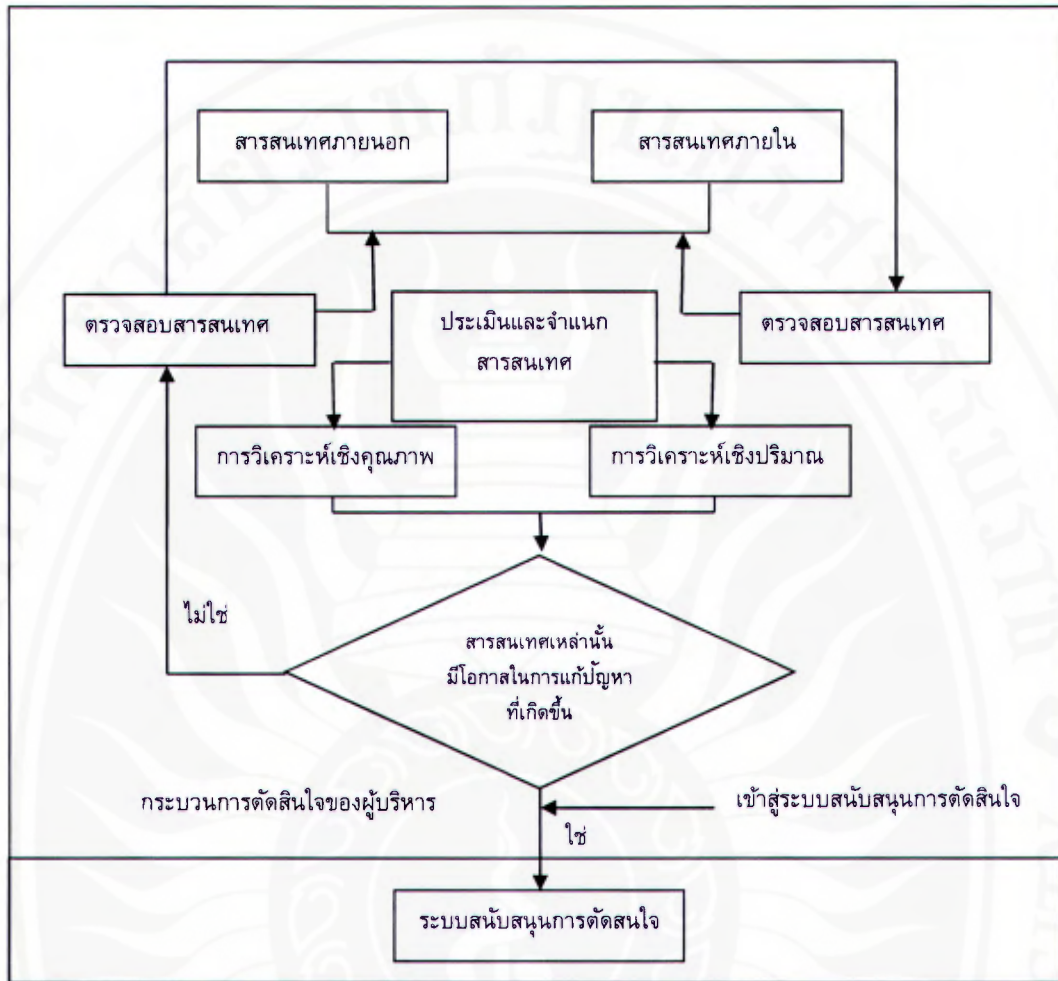 สารสนเทศภายนอก
สารสนเทศภายใน
ตรวจสอบสารสนเทศ
ประเมินและจำแนก
สารสนเทศ
ตรวจสอบสารสนเทศ
การวิเคราะห์เชิงคุณภาพ
การวิเคราะห์เชิงปริมาณ
ไม่ใช่
สารสนเทศเหล่านั้น
มีโอกาสในการแก้ปัญหา
ที่เกิดขึ้น
กระบวนการตัดสินใจของผู้บริหาร
เข้าสู่ระบบสนับสนุนการตัดสินใจ
ใช่
ระบบสนับสนุนการตัดสนใจ